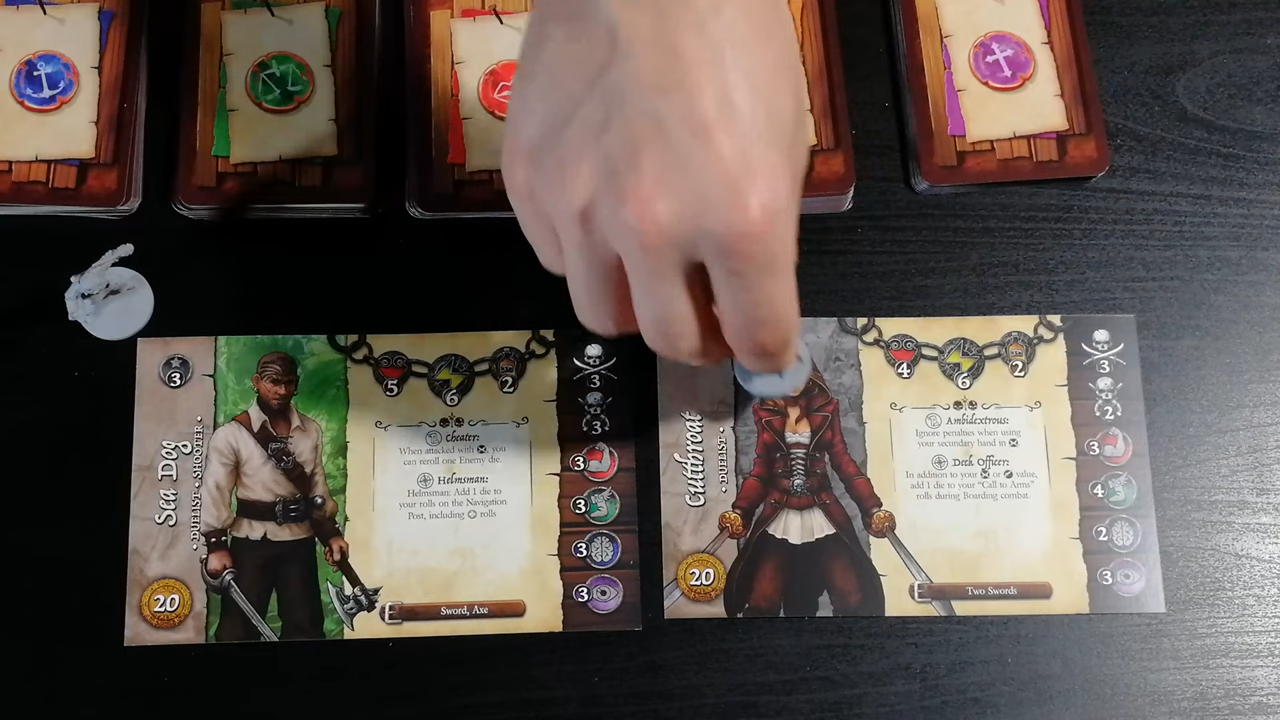 3
Sea Dog
•DUELIST•SHOOTER•
20
5
6
2
Cheater:
When attacked with , you
can reroll one Enemy die.
Helmsman:
Helmsman: Add 1 die to
your rolls on the Navigation
Post, including rolls
Sword, Axe
3
3
3
3
3
3
Cutthroat
•DUELIST•
20
4
6
2
Ambidextrous:
Ignore penalties when using
your secundary hand in .
Deck Officer:
In addition to your or value,
add 1 die to your "Call to Arms"
rolls during Boarding combat.
Two Swords
3
2
3
4
2
3